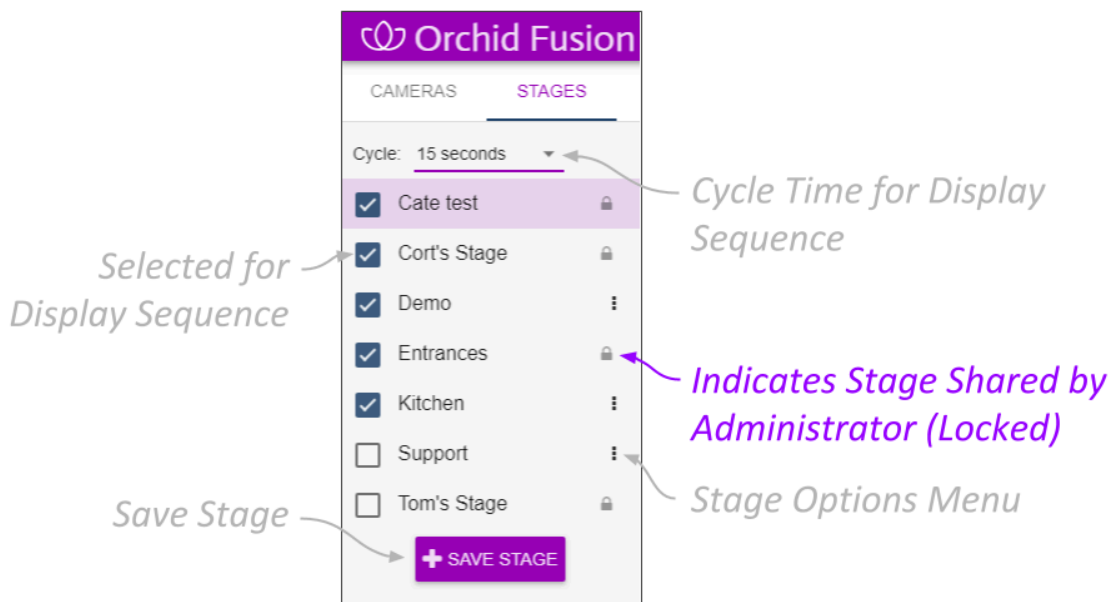 Orchid Fusion
CAMERAS STAGES
Cycle: 15 seconds
Cycle Time for Display
Sequence
Cate test
Cort's Stage
Selected for
Display Sequence
Demo
Entrances
Indicates Stage Shared by
Administrator (Locked)
Kitchen
Support
Stage Options Menu
Tom's Stage
Save Stage
SAVE STAGE